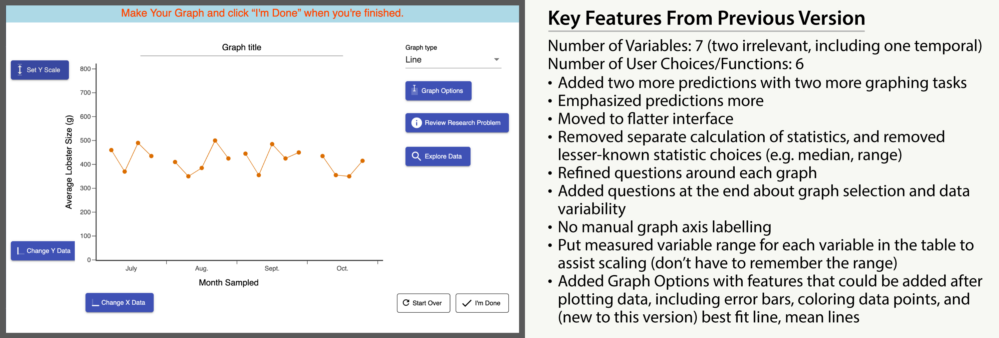 Make Your Graph and click “I'm Done” when you're finished.
Graph title
Set Y Scale
800
700
600
500
400
300
200
100
0
Average Lobster Size (g)
Change Y Data
July Aug. Sept. Oct.
Month Sampled
Change X Data
Graph type
Line
Graph Options
Review Research Problem
Explore Data
Start Over
I'm Done
Key Features From Previous Version
Number of Variables: 7 (two irrelevant, including one temporal)
Number of User Choices/Functions: 6
• Added two more predictions with two more graphing tasks
• Emphasized predictions more
• Moved to flatter interface
• Removed separate calculation of statistics, and removed
lesser-known statistic choices (e.g. median, range)
• Refined questions around each graph
• Added questions at the end about graph selection and data
variability
• No manual graph axis labelling
• Put measured variable range for each variable in the table to
assist scaling (don’t have to remember the range)
• Added Graph Options with features that could be added after
plotting data, including error bars, coloring data points, and
(new to this version) best fit line, mean lines